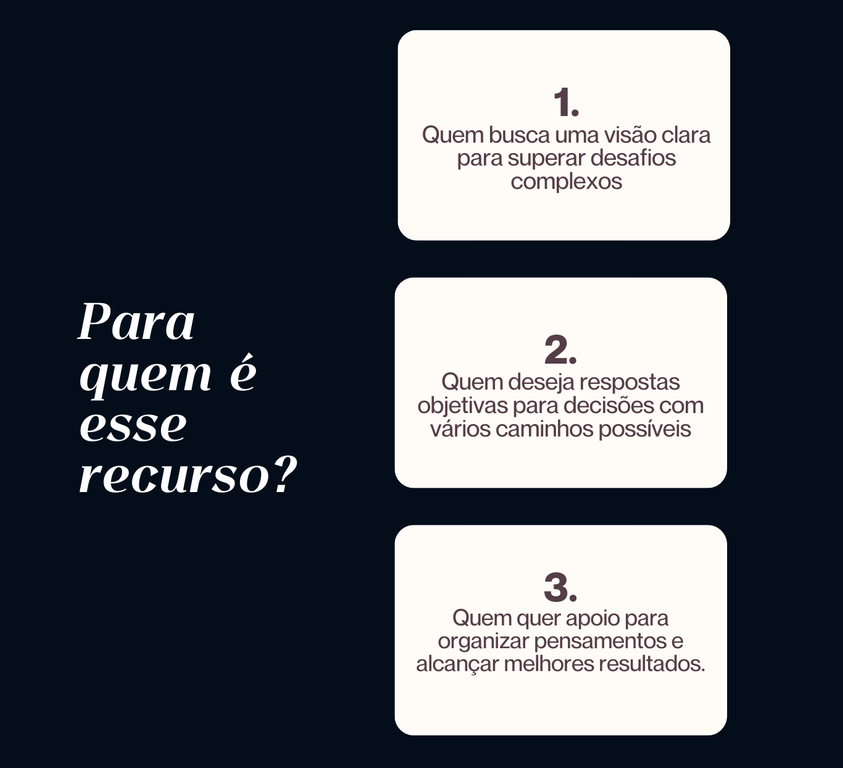 Para
quem é
esse
recurso?
1.
Quem busca uma visão clara
para superar desafios
complexos
2.
Quem deseja respostas
objetivas para decisões com
vários caminhos possíveis
3.
Quem quer apoio para
organizar pensamentos e
alcançar melhores resultados.